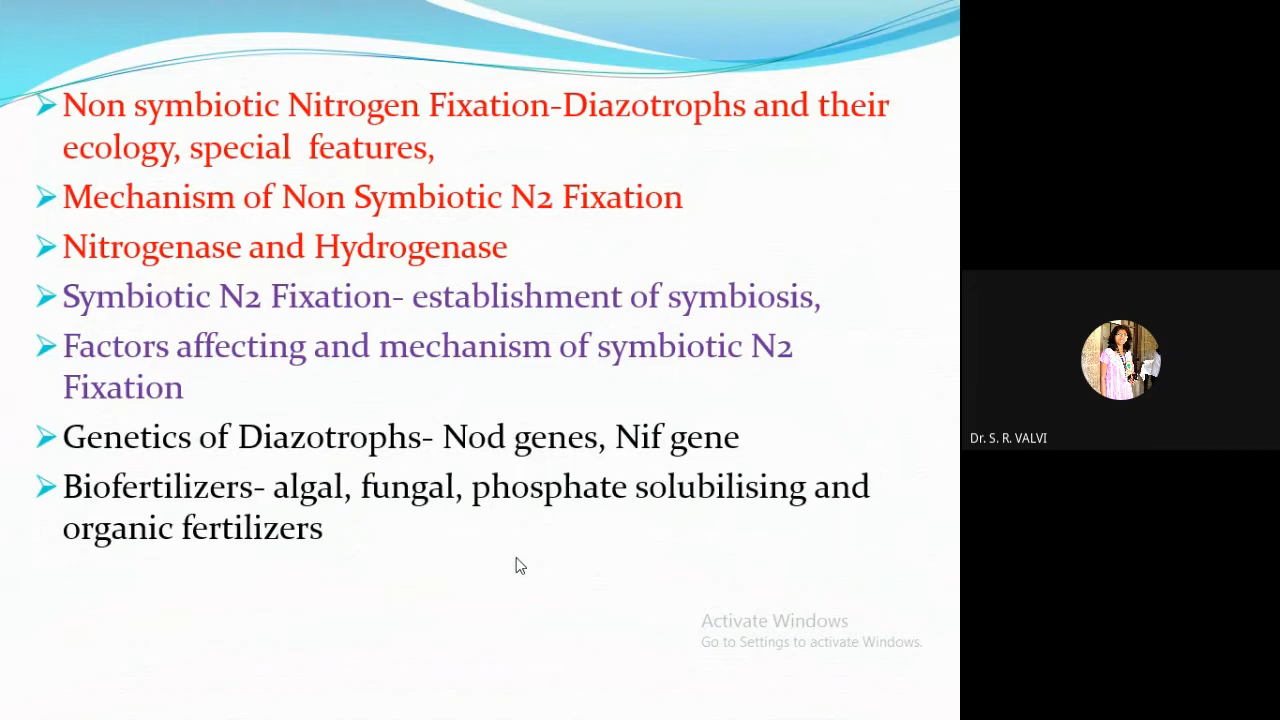 Non symbiotic Nitrogen Fixation-Diazotrophs and their
ecology, special features,
Mechanism of Non Symbiotic N2 Fixation
Nitrogenase and Hydrogenase
Symbiotic N2 Fixation- establishment of symbiosis,
Factors affecting and mechanism of symbiotic N2
Fixation
Genetics of Diazotrophs- Nod genes, Nif gene
Biofertilizers- algal, fungal, phosphate solubilising and
organic fertilizers
Activate Windows
Go to Settings to activate Windows.
Dr. S. R. VALVI